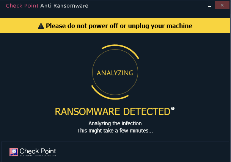 Check Point Anti Ransomware
Please do not power off or unplug your machine
ANALYZING
RANSOMWARE DETECTED
Analyzing the infection
This might take a few minutes...
Check Point